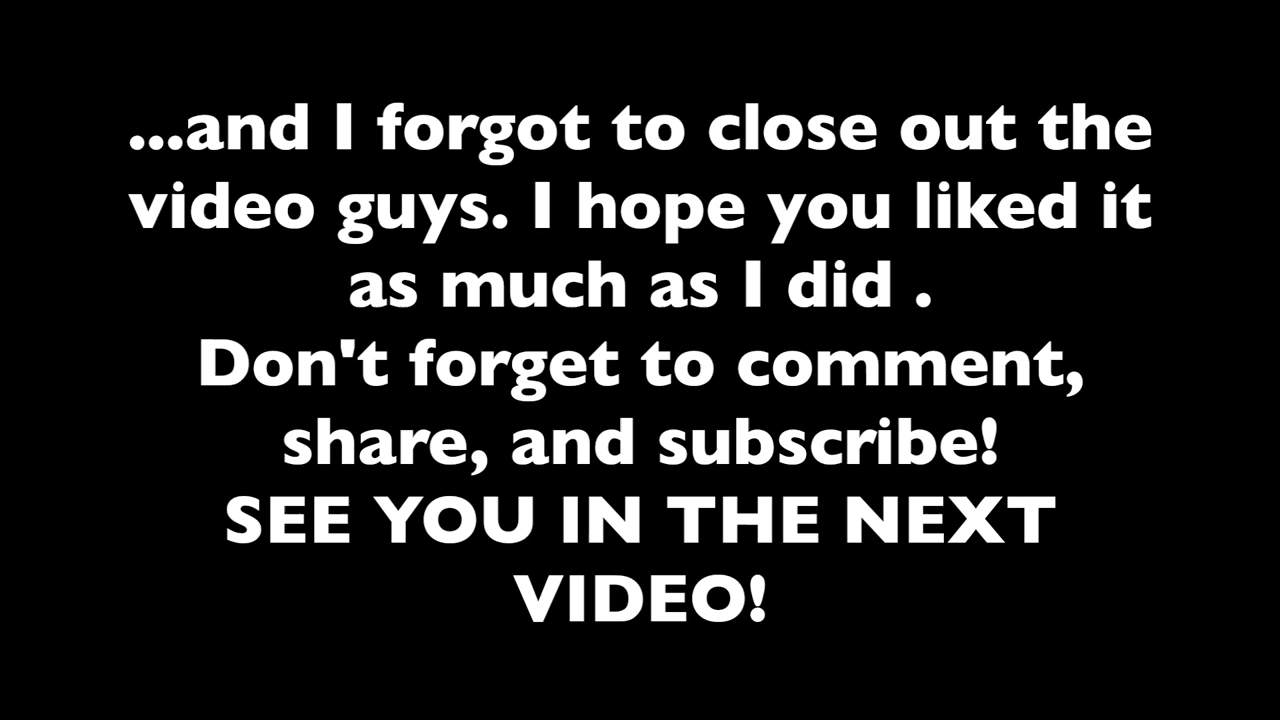 ...and I forgot to close out the
video guys. I hope you liked it
as much as I did .
Don't forget to comment,
share, and subscribe!
SEE YOU IN THE NEXT
VIDEO!